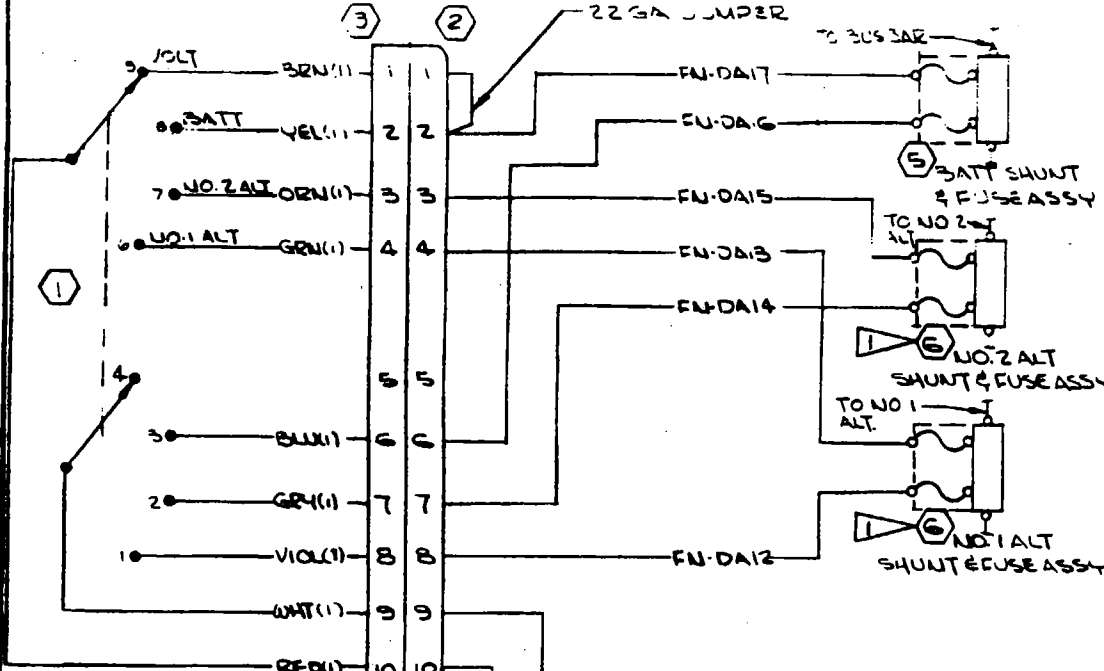 3 2
22 GA JUMPER
TO BUS BAR
9 VOLT BRN(1) 1 1 FN-DA17
8 BATT YEL(1) 2 2 FN-DA16
5 BATT SHUNT
& FUSE ASSY
7 NO.2 ALT ORN(1) 3 3 FN-DA15
TO NO 2
ALT
6 NO.1 ALT GRN(1) 4 4 FN-DA13
1
FN-DA14
1 6 NO. 2 ALT
SHUNT & FUSE ASSY
4 5 5
TO NO 1
ALT.
3 BLU(1) 6 6
2 GRY(1) 7 7
1 6 NO. 1 ALT
SHUNT & FUSE ASSY
1 VIOL(1) 8 8 FN-DA12
WHT(1) 9 9
RED(1) 10 10